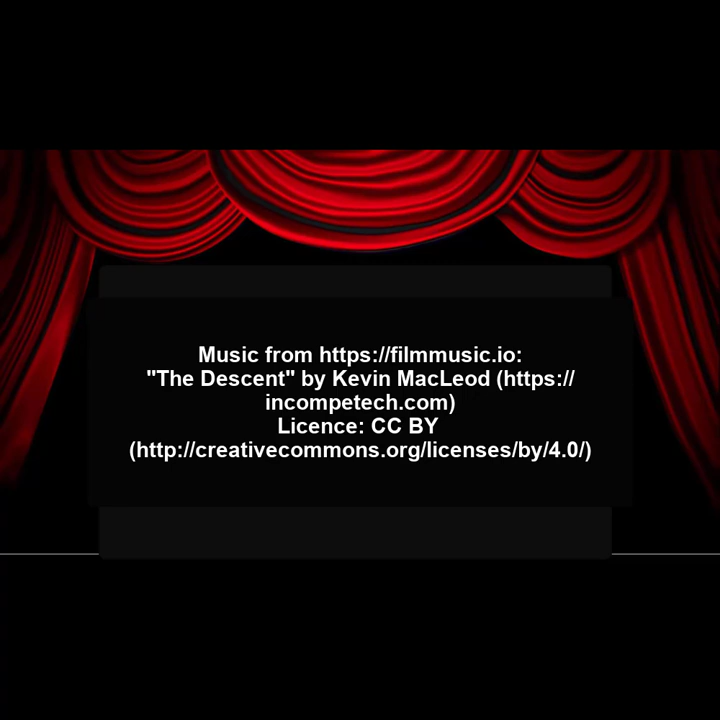 Music from https://filmmusic.io:
"The Descent" by Kevin MacLeod (https://
incompetech.com)
Licence: CC BY
(http://creativecommons.org/licenses/by/4.0/)